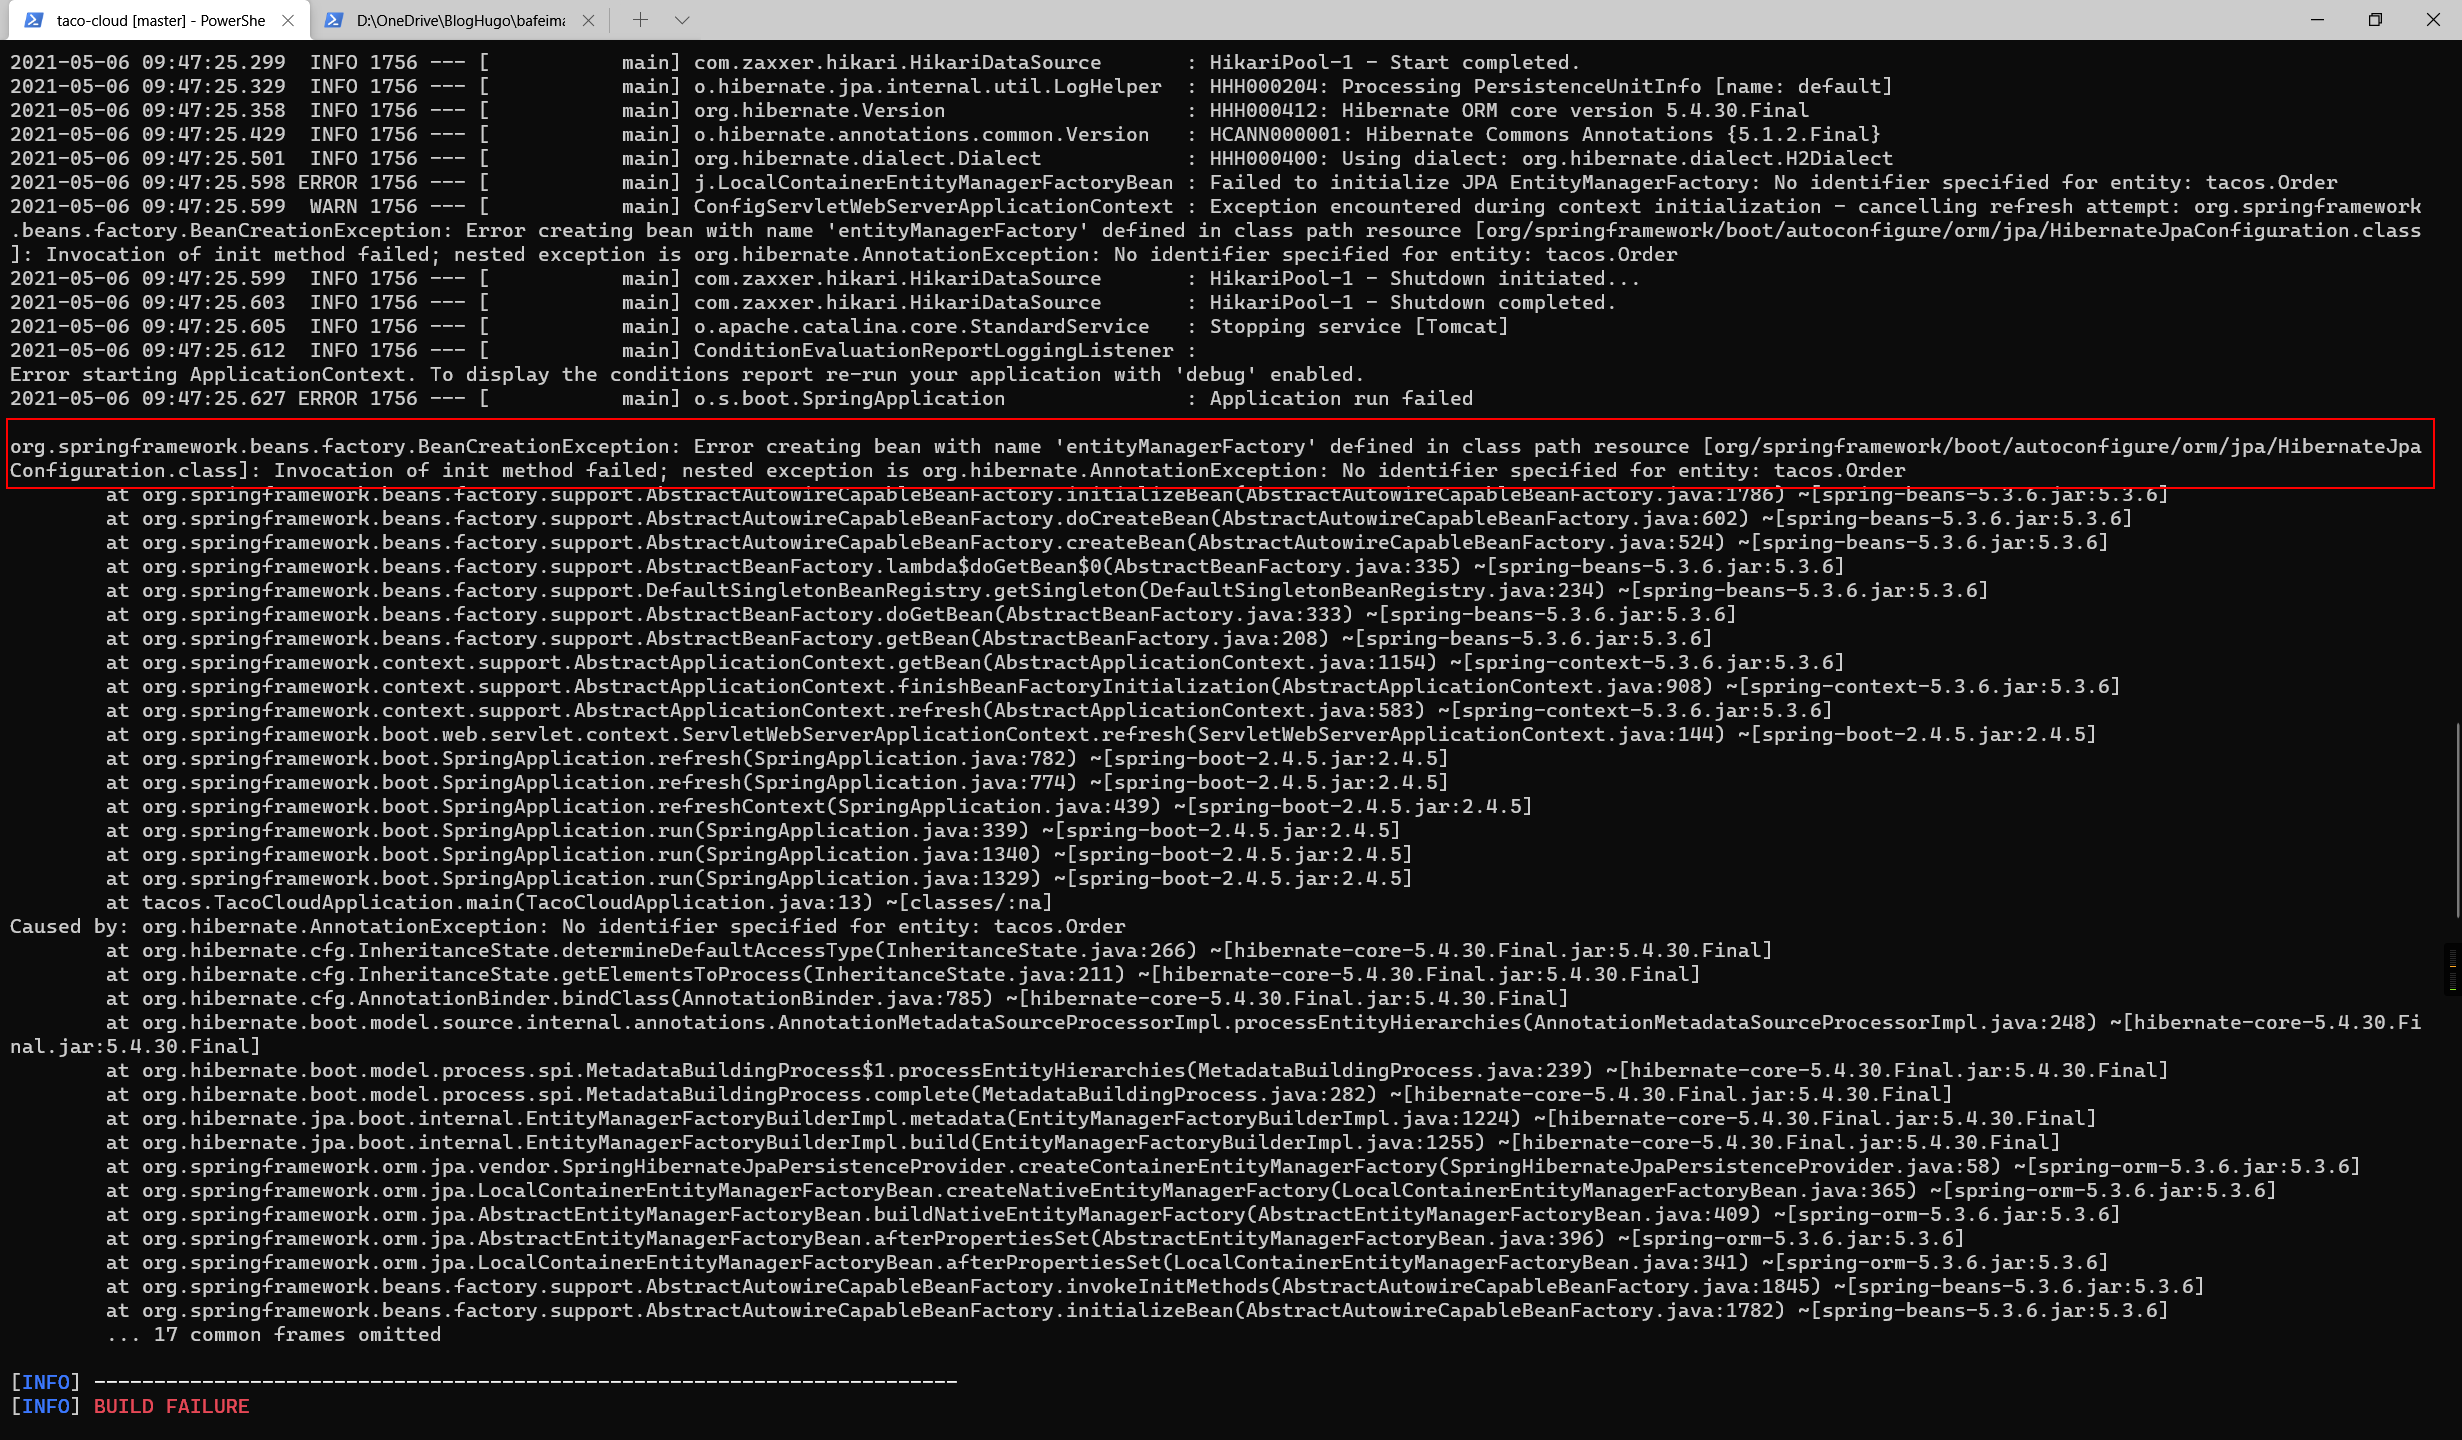 taco-cloud [master] - PowerShe
D:\OneDrive\BlogHugo\bafeima
2021-05-06 09:47:25.299  INFO 1756 --- [           main] com.zaxxer.hikari.HikariDataSource       : HikariPool-1 - Start completed.
2021-05-06 09:47:25.329  INFO 1756 --- [           main] o.hibernate.jpa.internal.util.LogHelper  : HHH000204: Processing PersistenceUnitInfo [name: default]
2021-05-06 09:47:25.358  INFO 1756 --- [           main] org.hibernate.Version                    : HHH000412: Hibernate ORM core version 5.4.30.Final
2021-05-06 09:47:25.429  INFO 1756 --- [           main] o.hibernate.annotations.common.Version   : HCANN000001: Hibernate Commons Annotations {5.1.2.Final}
2021-05-06 09:47:25.501  INFO 1756 --- [           main] org.hibernate.dialect.Dialect            : HHH000400: Using dialect: org.hibernate.dialect.H2Dialect
2021-05-06 09:47:25.598 ERROR 1756 --- [           main] j.LocalContainerEntityManagerFactoryBean : Failed to initialize JPA EntityManagerFactory: No identifier specified for entity: tacos.Order
2021-05-06 09:47:25.599  WARN 1756 --- [           main] ConfigServletWebServerApplicationContext : Exception encountered during context initialization - cancelling refresh attempt: org.springframework
.beans.factory.BeanCreationException: Error creating bean with name 'entityManagerFactory' defined in class path resource [org/springframework/boot/autoconfigure/orm/jpa/HibernateJpaConfiguration.class
]: Invocation of init method failed; nested exception is org.hibernate.AnnotationException: No identifier specified for entity: tacos.Order
2021-05-06 09:47:25.599  INFO 1756 --- [           main] com.zaxxer.hikari.HikariDataSource       : HikariPool-1 - Shutdown initiated...
2021-05-06 09:47:25.603  INFO 1756 --- [           main] com.zaxxer.hikari.HikariDataSource       : HikariPool-1 - Shutdown completed.
2021-05-06 09:47:25.605  INFO 1756 --- [           main] o.apache.catalina.core.StandardService   : Stopping service [Tomcat]
2021-05-06 09:47:25.612  INFO 1756 --- [           main] ConditionEvaluationReportLoggingListener :
Error starting ApplicationContext. To display the conditions report re-run your application with 'debug' enabled.
2021-05-06 09:47:25.627 ERROR 1756 --- [           main] o.s.boot.SpringApplication               : Application run failed
org.springframework.beans.factory.BeanCreationException: Error creating bean with name 'entityManagerFactory' defined in class path resource [org/springframework/boot/autoconfigure/orm/jpa/HibernateJpa
Configuration.class]: Invocation of init method failed; nested exception is org.hibernate.AnnotationException: No identifier specified for entity: tacos.Order
at org.springframework.beans.factory.support.AbstractAutowireCapableBeanFactory.initializeBean(AbstractAutowireCapableBeanFactory.java:1786) ~[spring-beans-5.3.6.jar:5.3.6]
at org.springframework.beans.factory.support.AbstractAutowireCapableBeanFactory.doCreateBean(AbstractAutowireCapableBeanFactory.java:602) ~[spring-beans-5.3.6.jar:5.3.6]
at org.springframework.beans.factory.support.AbstractAutowireCapableBeanFactory.createBean(AbstractAutowireCapableBeanFactory.java:524) ~[spring-beans-5.3.6.jar:5.3.6]
at org.springframework.beans.factory.support.AbstractBeanFactory.lambda$doGetBean$0(AbstractBeanFactory.java:335) ~[spring-beans-5.3.6.jar:5.3.6]
at org.springframework.beans.factory.support.DefaultSingletonBeanRegistry.getSingleton(DefaultSingletonBeanRegistry.java:234) ~[spring-beans-5.3.6.jar:5.3.6]
at org.springframework.beans.factory.support.AbstractBeanFactory.doGetBean(AbstractBeanFactory.java:333) ~[spring-beans-5.3.6.jar:5.3.6]
at org.springframework.beans.factory.support.AbstractBeanFactory.getBean(AbstractBeanFactory.java:208) ~[spring-beans-5.3.6.jar:5.3.6]
at org.springframework.context.support.AbstractApplicationContext.getBean(AbstractApplicationContext.java:1154) ~[spring-context-5.3.6.jar:5.3.6]
at org.springframework.context.support.AbstractApplicationContext.finishBeanFactoryInitialization(AbstractApplicationContext.java:908) ~[spring-context-5.3.6.jar:5.3.6]
at org.springframework.context.support.AbstractApplicationContext.refresh(AbstractApplicationContext.java:583) ~[spring-context-5.3.6.jar:5.3.6]
at org.springframework.boot.web.servlet.context.ServletWebServerApplicationContext.refresh(ServletWebServerApplicationContext.java:144) ~[spring-boot-2.4.5.jar:2.4.5]
at org.springframework.boot.SpringApplication.refresh(SpringApplication.java:782) ~[spring-boot-2.4.5.jar:2.4.5]
at org.springframework.boot.SpringApplication.refresh(SpringApplication.java:774) ~[spring-boot-2.4.5.jar:2.4.5]
at org.springframework.boot.SpringApplication.refreshContext(SpringApplication.java:439) ~[spring-boot-2.4.5.jar:2.4.5]
at org.springframework.boot.SpringApplication.run(SpringApplication.java:339) ~[spring-boot-2.4.5.jar:2.4.5]
at org.springframework.boot.SpringApplication.run(SpringApplication.java:1340) ~[spring-boot-2.4.5.jar:2.4.5]
at org.springframework.boot.SpringApplication.run(SpringApplication.java:1329) ~[spring-boot-2.4.5.jar:2.4.5]
at tacos.TacoCloudApplication.main(TacoCloudApplication.java:13) ~[classes/:na]
Caused by: org.hibernate.AnnotationException: No identifier specified for entity: tacos.Order
at org.hibernate.cfg.InheritanceState.determineDefaultAccessType(InheritanceState.java:266) ~[hibernate-core-5.4.30.Final.jar:5.4.30.Final]
at org.hibernate.cfg.InheritanceState.getElementsToProcess(InheritanceState.java:211) ~[hibernate-core-5.4.30.Final.jar:5.4.30.Final]
at org.hibernate.cfg.AnnotationBinder.bindClass(AnnotationBinder.java:785) ~[hibernate-core-5.4.30.Final.jar:5.4.30.Final]
at org.hibernate.boot.model.source.internal.annotations.AnnotationMetadataSourceProcessorImpl.processEntityHierarchies(AnnotationMetadataSourceProcessorImpl.java:248) ~[hibernate-core-5.4.30.Fi
nal.jar:5.4.30.Final]
at org.hibernate.boot.model.process.spi.MetadataBuildingProcess$1.processEntityHierarchies(MetadataBuildingProcess.java:239) ~[hibernate-core-5.4.30.Final.jar:5.4.30.Final]
at org.hibernate.boot.model.process.spi.MetadataBuildingProcess.complete(MetadataBuildingProcess.java:282) ~[hibernate-core-5.4.30.Final.jar:5.4.30.Final]
at org.hibernate.jpa.boot.internal.EntityManagerFactoryBuilderImpl.metadata(EntityManagerFactoryBuilderImpl.java:1224) ~[hibernate-core-5.4.30.Final.jar:5.4.30.Final]
at org.hibernate.jpa.boot.internal.EntityManagerFactoryBuilderImpl.build(EntityManagerFactoryBuilderImpl.java:1255) ~[hibernate-core-5.4.30.Final.jar:5.4.30.Final]
at org.springframework.orm.jpa.vendor.SpringHibernateJpaPersistenceProvider.createContainerEntityManagerFactory(SpringHibernateJpaPersistenceProvider.java:58) ~[spring-orm-5.3.6.jar:5.3.6]
at org.springframework.orm.jpa.LocalContainerEntityManagerFactoryBean.createNativeEntityManagerFactory(LocalContainerEntityManagerFactoryBean.java:365) ~[spring-orm-5.3.6.jar:5.3.6]
at org.springframework.orm.jpa.AbstractEntityManagerFactoryBean.buildNativeEntityManagerFactory(AbstractEntityManagerFactoryBean.java:409) ~[spring-orm-5.3.6.jar:5.3.6]
at org.springframework.orm.jpa.AbstractEntityManagerFactoryBean.afterPropertiesSet(AbstractEntityManagerFactoryBean.java:396) ~[spring-orm-5.3.6.jar:5.3.6]
at org.springframework.orm.jpa.LocalContainerEntityManagerFactoryBean.afterPropertiesSet(LocalContainerEntityManagerFactoryBean.java:341) ~[spring-orm-5.3.6.jar:5.3.6]
at org.springframework.beans.factory.support.AbstractAutowireCapableBeanFactory.invokeInitMethods(AbstractAutowireCapableBeanFactory.java:1845) ~[spring-beans-5.3.6.jar:5.3.6]
at org.springframework.beans.factory.support.AbstractAutowireCapableBeanFactory.initializeBean(AbstractAutowireCapableBeanFactory.java:1782) ~[spring-beans-5.3.6.jar:5.3.6]
... 17 common frames omitted
[INFO] ------------------------------------------------------------------------
[INFO] BUILD FAILURE